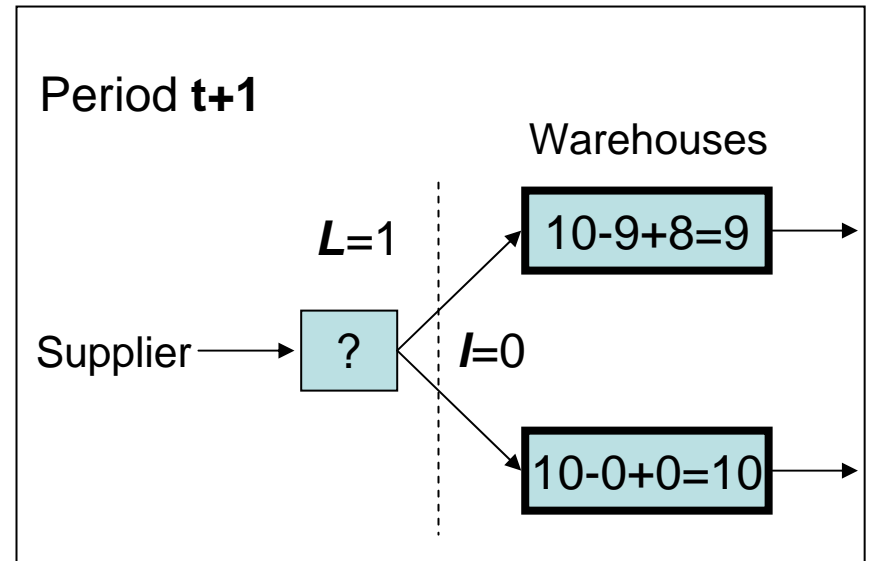 Period t+1
Warehouses
L=1
10-9+8=9
Supplier
?
l=0
10-0+0=10